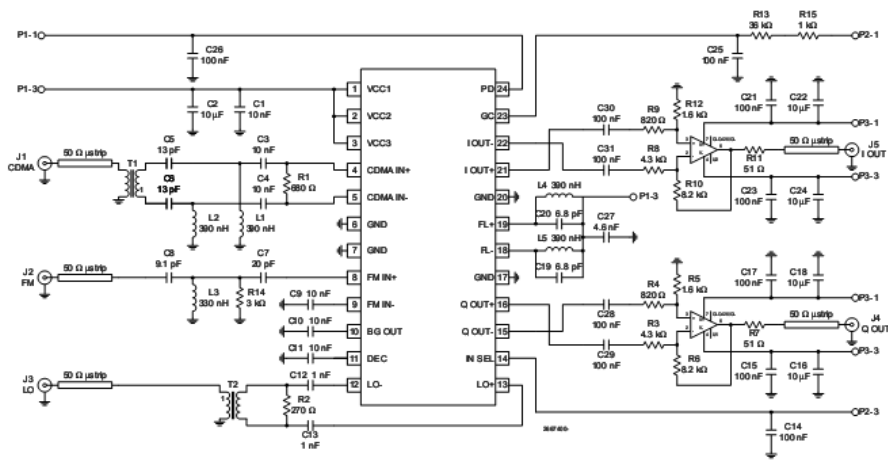 P1-1
C26
100 nF
P1-3
C2
10 µF
C1
10 nF
J1
CDMA
50 Ω µstrip
T1
1
C5
13 pF
C6
13 pF
C3
10 nF
C4
10 nF
R1
680 Ω
L2
390 nH
L1
390 nH
J2
FM
50 Ω µstrip
C8
9.1 pF
C7
20 pF
L3
330 nH
R14
3 kΩ
C9 10 nF
C10 10 nF
C11 10 nF
J3
LO
50 Ω µstrip
T2
1
C12 1 nF
R2
270 Ω
C13
1 nF
1 VCC1
2 VCC2
3 VCC3
4 CDMA IN+
5 CDMA IN-
6 GND
7 GND
8 FM IN+
9 FM IN-
10 BG OUT
11 DEC
12 LO-
PD 24
GC 23
I OUT- 22
I OUT+ 21
GND 20
FL+ 19
FL- 18
GND 17
Q OUT+ 16
Q OUT- 15
IN SEL 14
LO+ 13
R13
36 kΩ
R15
1 kΩ
P2-1
C25
100 nF
C30
100 nF
C31
100 nF
R9
820 Ω
R8
4.3 kΩ
R12
1.6 kΩ
R10
8.2 kΩ
C21
100 nF
C22
10 µF
P3-1
R11
51 Ω
50 Ω µstrip
J5
I OUT
P3-3
C23
100 nF
C24
10 µF
L4 390 nH
P1-3
C20 6.8 pF
C27
4.6 nF
L5 390 nH
C19 6.8 pF
C28
100 nF
C29
100 nF
R4
820 Ω
R3
4.3 kΩ
R5
1.6 kΩ
R6
8.2 kΩ
C17
100 nF
C18
10 µF
P3-1
R7
51 Ω
50 Ω µstrip
J4
Q OUT
P3-3
C15
100 nF
C16
10 µF
P2-3
C14
100 nF